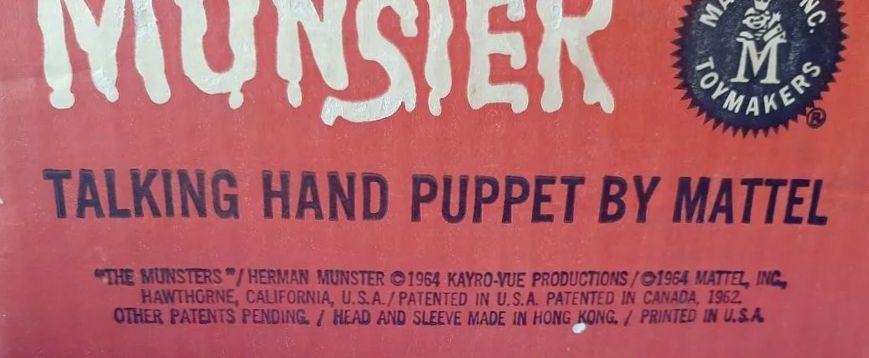 MUNSTER
INC.
M
TOYMAKERS
®
TALKING HAND PUPPET BY MATTEL
"THE MUNSTERS"/HERMAN MUNSTER ©1964 KAYRO-VUE PRODUCTIONS/©1964 MATTEL, INC.,
HAWTHORNE, CALIFORNIA, U.S.A./PATENTED IN U.S.A. PATENTED IN CANADA, 1962.
OTHER PATENTS PENDING. / HEAD AND SLEEVE MADE IN HONG KONG. / PRINTED IN U.S.A.